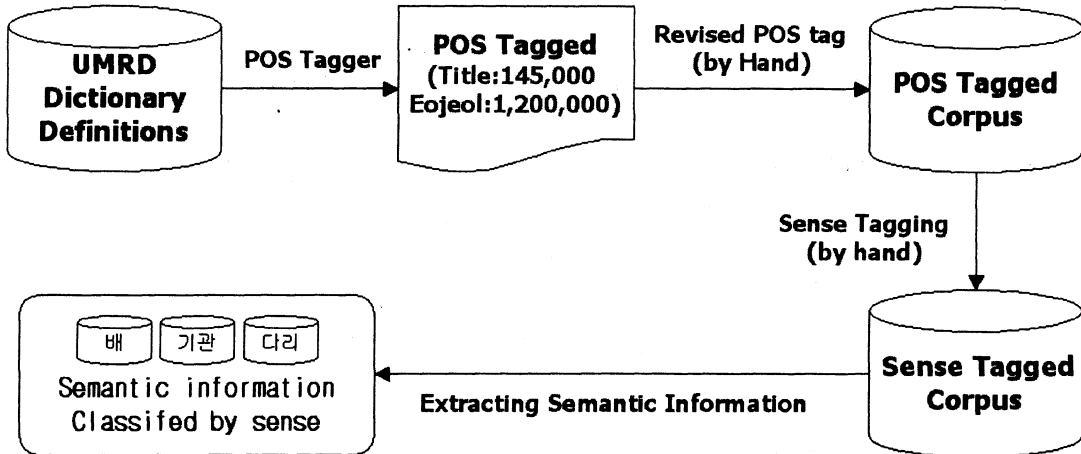 UMRD
Dictionary
Definitions
POS Tagger
POS Tagged
(Title:145,000
Eojeol:1,200,000)
Revised POS tag
(by Hand)
POS Tagged
Corpus
Sense Tagging
(by hand)
Sense Tagged
Corpus
Extracting Semantic Information
배 기관 다리
Semantic information
Classifed by sense